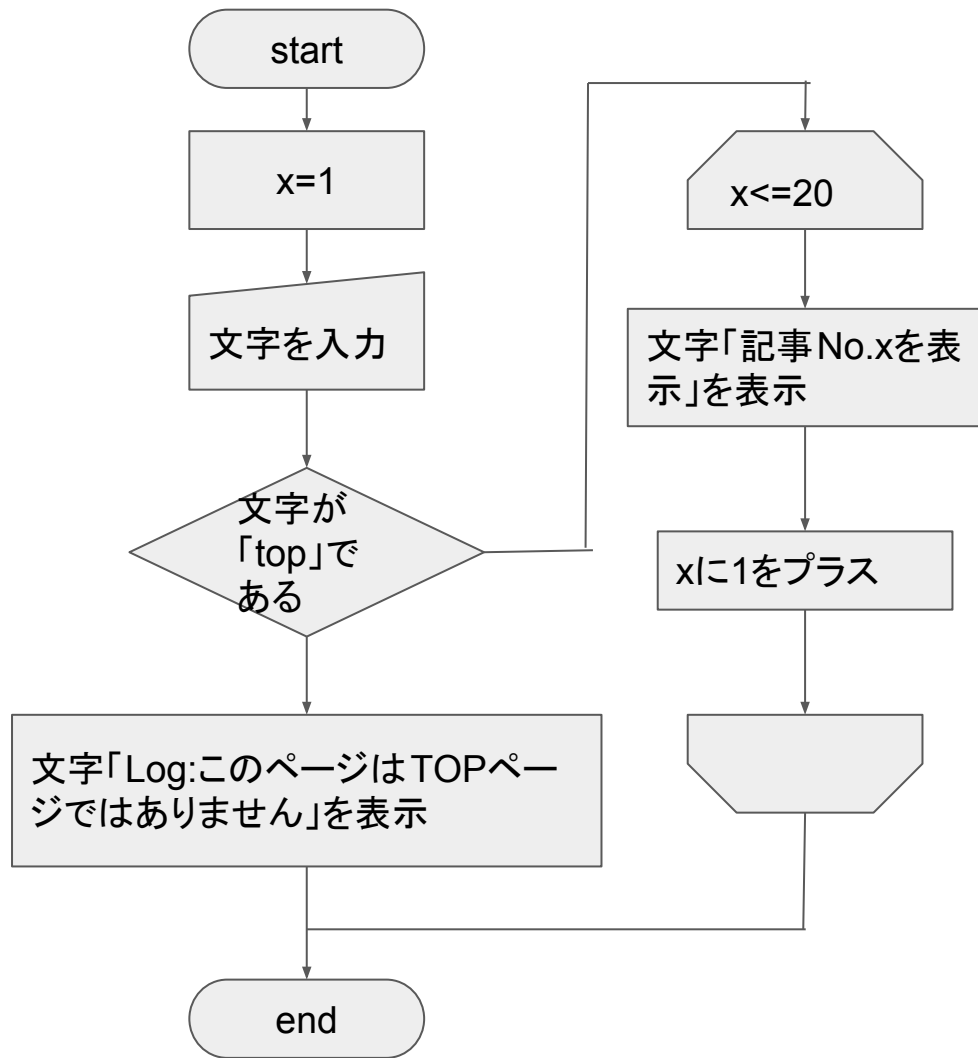 start
x=1
文字を入力
文字が
「top」で
ある
文字「Log:このページはTOPペー
ジではありません」を表示
end
x<=20
文字「記事No.xを表
示」を表示
xに1をプラス